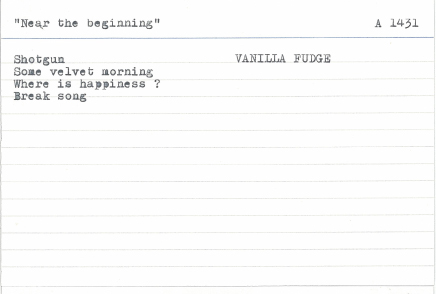 "Near the beginning" A 1431
Shotgun VANILLA FUDGE
Some velvet morning
Where is happiness ?
Break song